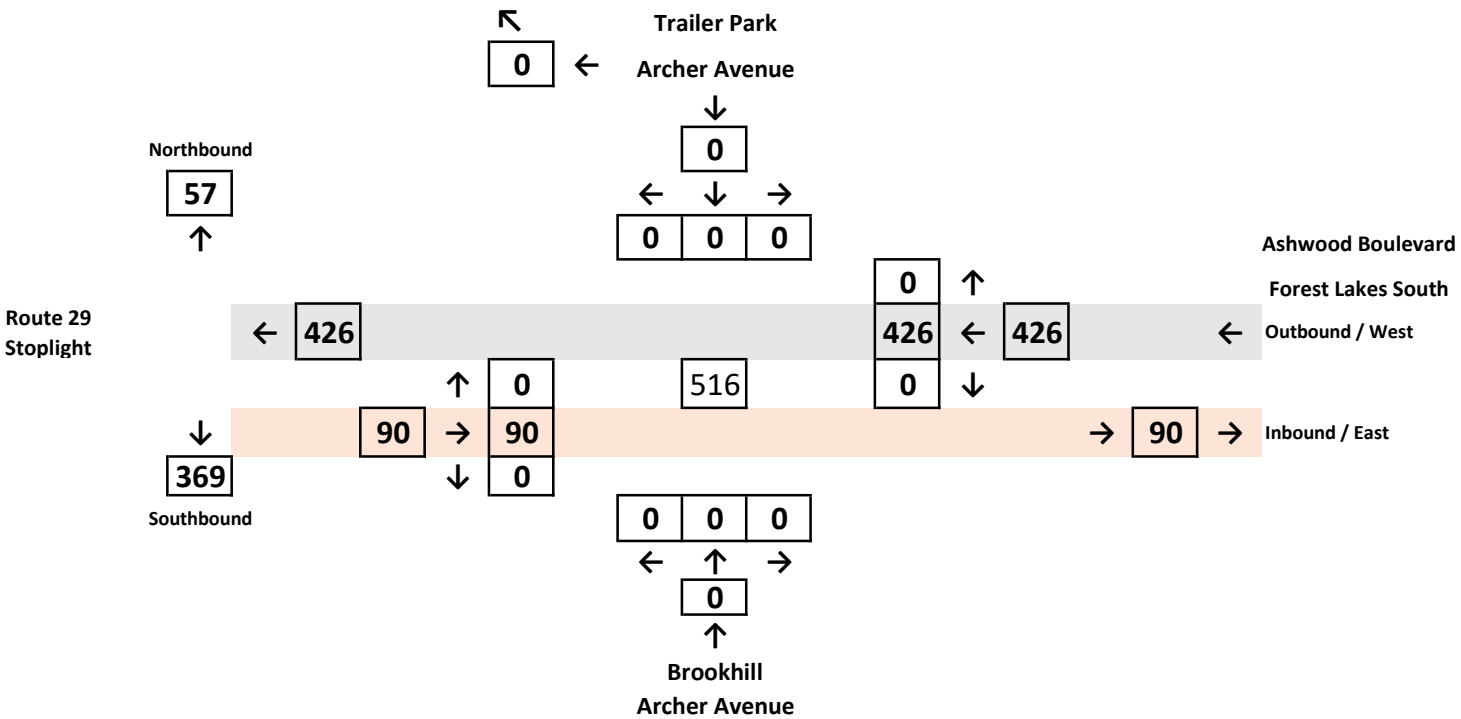 ↖ Trailer Park
0 ← Archer Avenue
↓
Northbound 0
57 ← ↓ →
↑ 0 0 0
Ashwood Boulevard
0 ↑ Forest Lakes South
Route 29
Stoplight
← 426 426 ← 426 ← Outbound / West
↑ 0 516 0 ↓
↓ 90 → 90 → 90 → Inbound / East
369 ↓ 0
Southbound 0 0 0
← ↑ →
0
↑
Brookhill
Archer Avenue